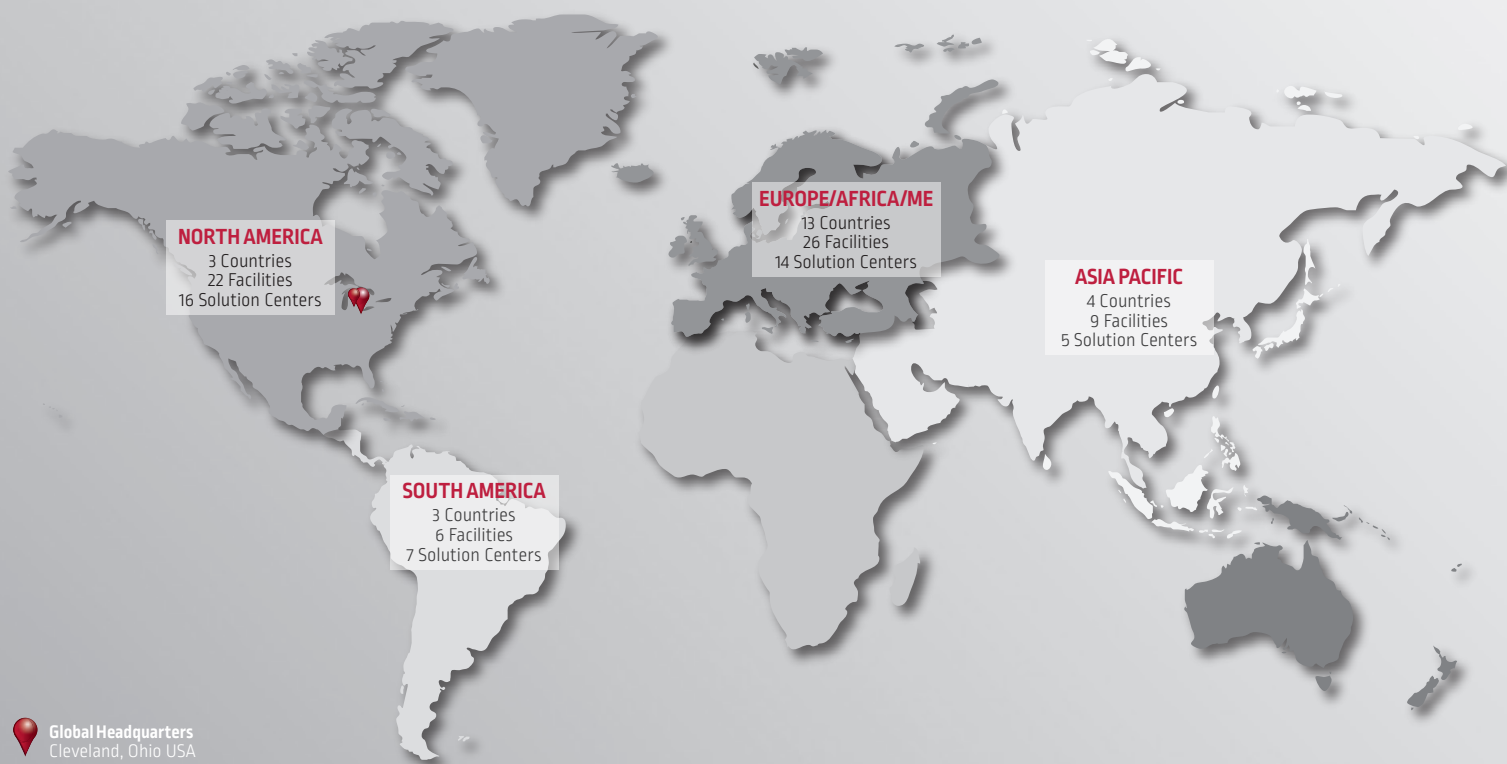 NORTH AMERICA
3 Countries
22 Facilities
16 Solution Centers
EUROPE/AFRICA/ME
13 Countries
26 Facilities
14 Solution Centers
ASIA PACIFIC
4 Countries
9 Facilities
5 Solution Centers
SOUTH AMERICA
3 Countries
6 Facilities
7 Solution Centers
Global Headquarters
Cleveland, Ohio USA